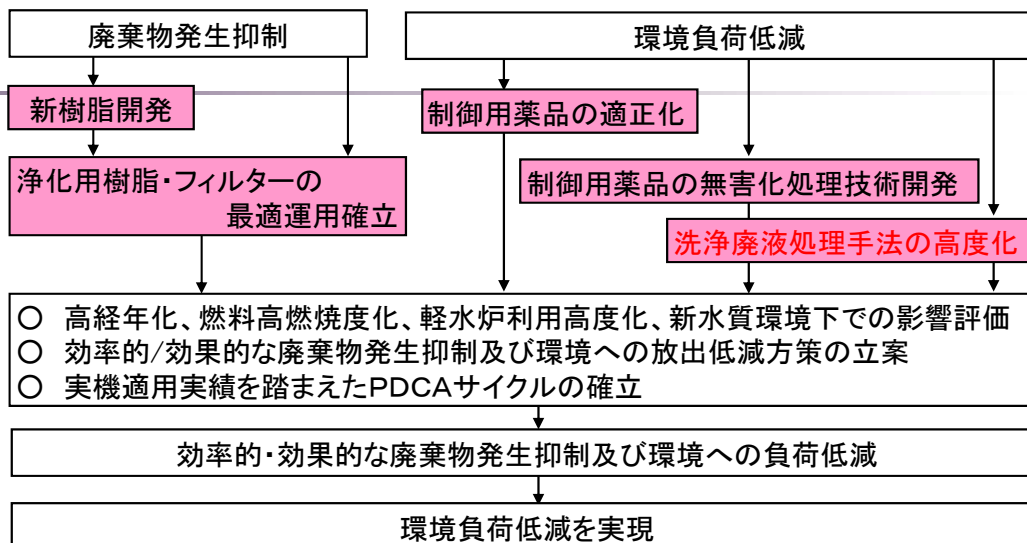 廃棄物発生抑制
環境負荷低減
新樹脂開発
制御用薬品の適正化
浄化用樹脂・フィルターの
最適運用確立
制御用薬品の無害化処理技術開発
洗浄廃液処理手法の高度化
○ 高経年化、燃料高燃焼度化、軽水炉利用高度化、新水質環境下での影響評価
○ 効率的/効果的な廃棄物発生抑制及び環境への放出低減方策の立案
○ 実機適用実績を踏まえたPDCAサイクルの確立
効率的・効果的な廃棄物発生抑制及び環境への負荷低減
環境負荷低減を実現